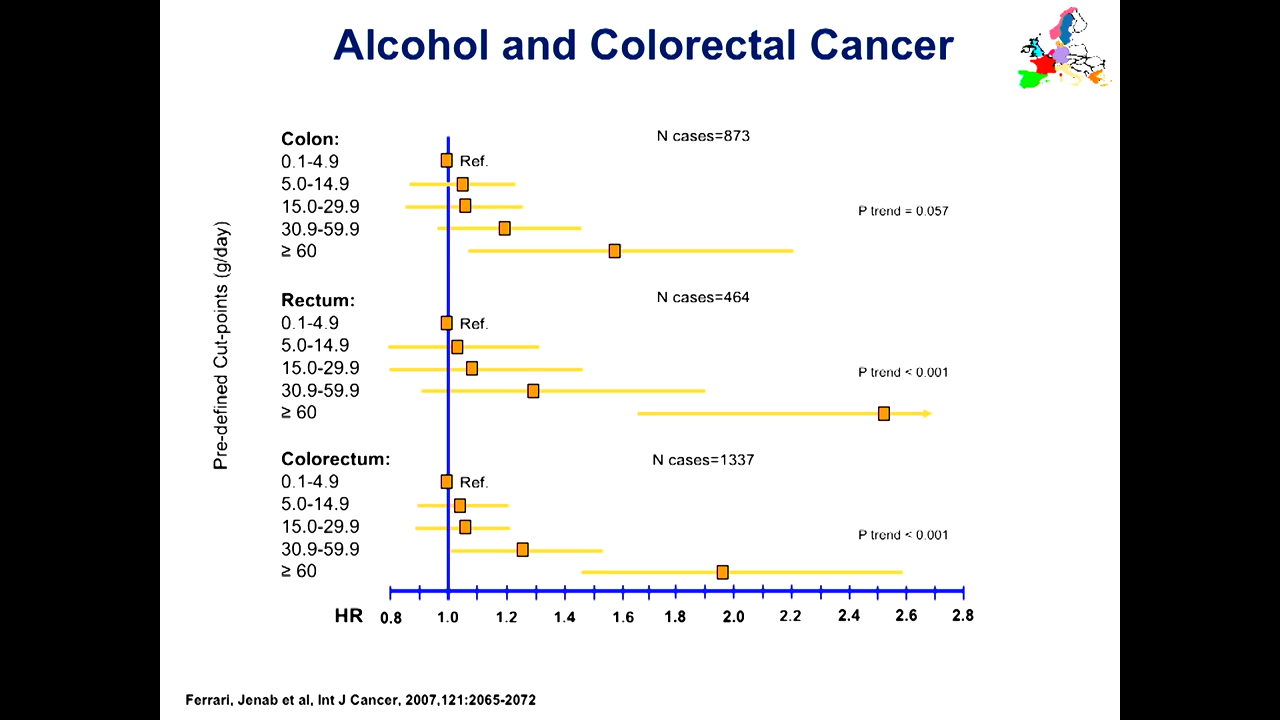 Alcohol and Colorectal Cancer
Colon:
N cases=873
0.1-4.9
Ref.
5.0-14.9
15.0-29.9
P trend = 0.057
30.9-59.9
≥ 60
Pre-defined Cut-points (g/day)
Rectum:
N cases=464
0.1-4.9
Ref.
5.0-14.9
15.0-29.9
P trend < 0.001
30.9-59.9
≥ 60
Colorectum:
N cases=1337
0.1-4.9
Ref.
5.0-14.9
15.0-29.9
P trend < 0.001
30.9-59.9
≥ 60
HR 0.8 1.0 1.2 1.4 1.6 1.8 2.0 2.2 2.4 2.6 2.8
Ferrari, Jenab et al, Int J Cancer, 2007,121:2065-2072